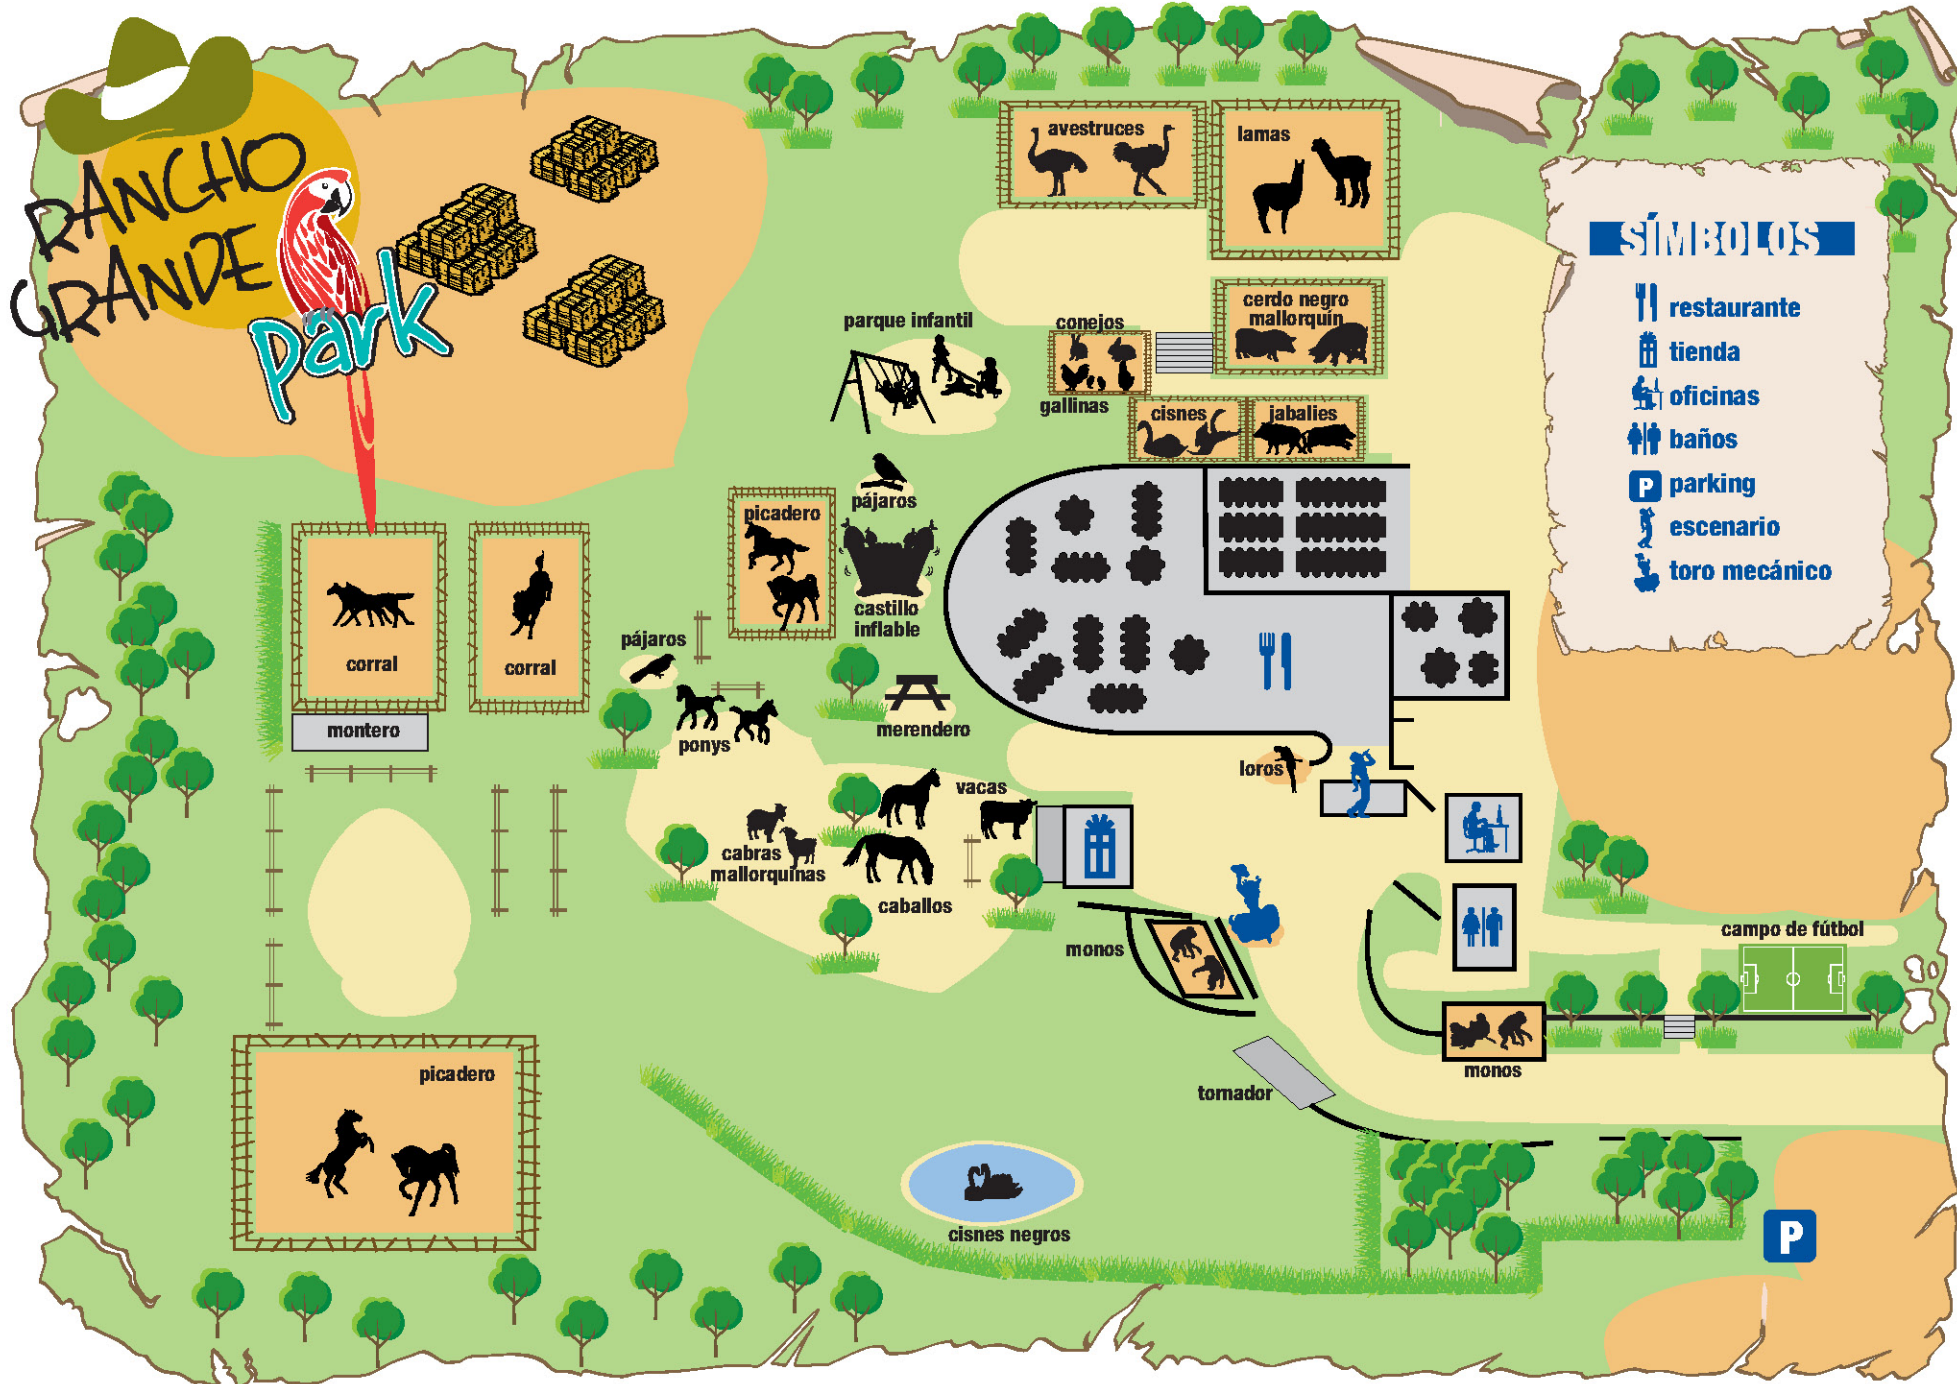 RANCHO
GRANDE
park
avestruces
lamas
SÍMBOLOS
restaurante
tienda
oficinas
baños
P parking
escenario
toro mecánico
cerdo negro
mallorquín
parque infantil
conejos
gallinas
cisnes
jabalies
pájaros
picadero
castillo
inflable
corral
corral
pájaros
montero
ponys
merendero
loros
vacas
cabras
mallorquinas
caballos
monos
campo de fútbol
monos
picadero
tornador
cisnes negros
P